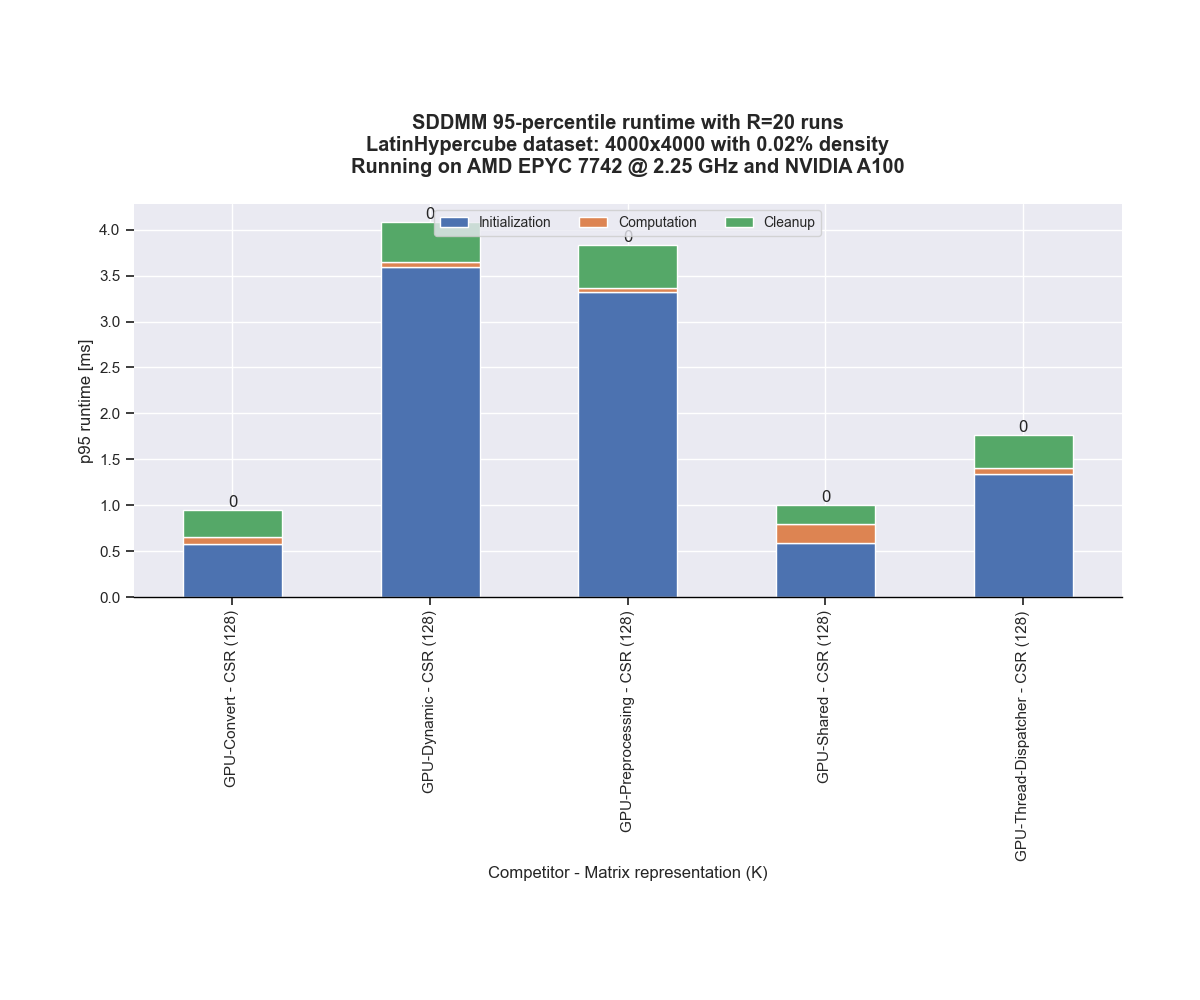 SDDMM 95-percentile runtime with R=20 runs
LatinHypercube dataset: 4000x4000 with 0.02% density
Running on AMD EPYC 7742 @ 2.25 GHz and NVIDIA A100
Initialization
Computation
Cleanup
0
0
0
0
0
4.0
3.5
3.0
2.5
2.0
1.5
1.0
0.5
0.0
p95 runtime [ms]
GPU-Convert - CSR (128)
GPU-Dynamic - CSR (128)
GPU-Preprocessing - CSR (128)
GPU-Shared - CSR (128)
GPU-Thread-Dispatcher - CSR (128)
Competitor - Matrix representation (K)